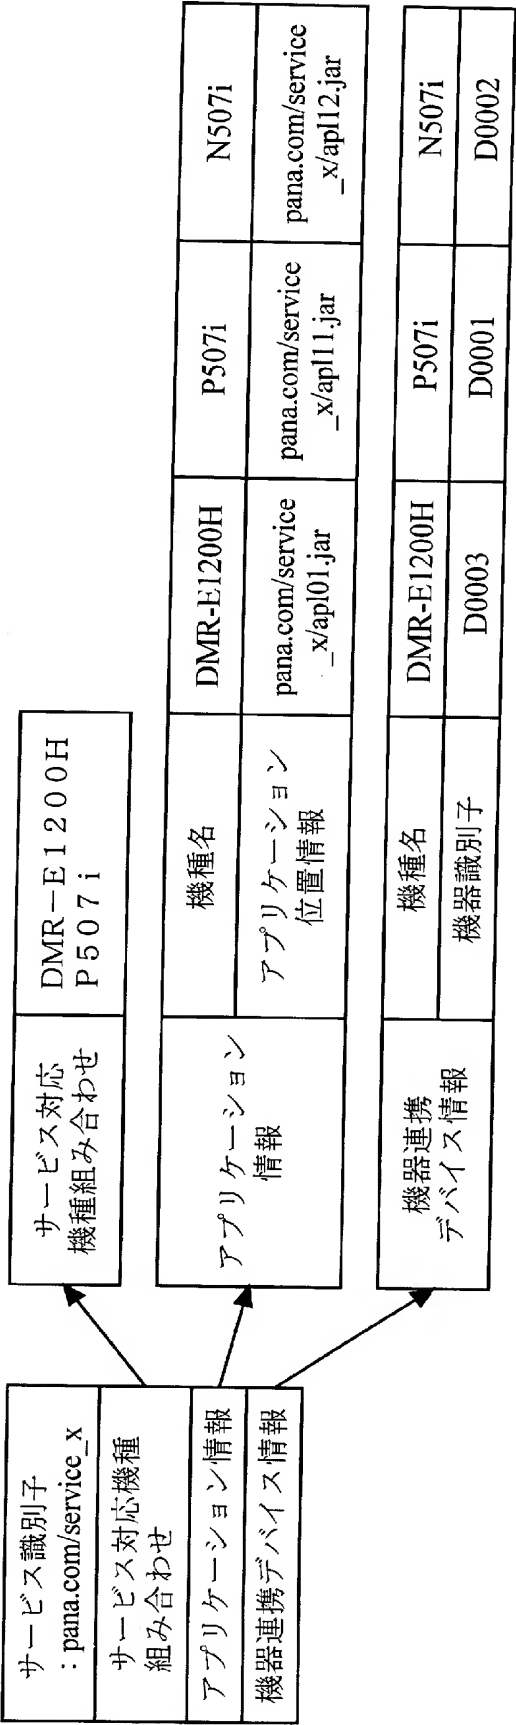 サービス識別子
：pana.com/service_x
サービス対応機種
組み合わせ
アプリケーション情報
機器連携デバイス情報
サービス対応
機種組み合わせ
DMR－E1200H
P507i
アプリケーション
情報
機種名
DMR-E1200H
P507i
N507i
アプリケーション
位置情報
pana.com/service
_x/apl01.jar
pana.com/service
_x/apl11.jar
pana.com/service
_x/apl12.jar
機器連携
デバイス情報
機種名
DMR-E1200H
P507i
N507i
機器識別子
D0003
D0001
D0002